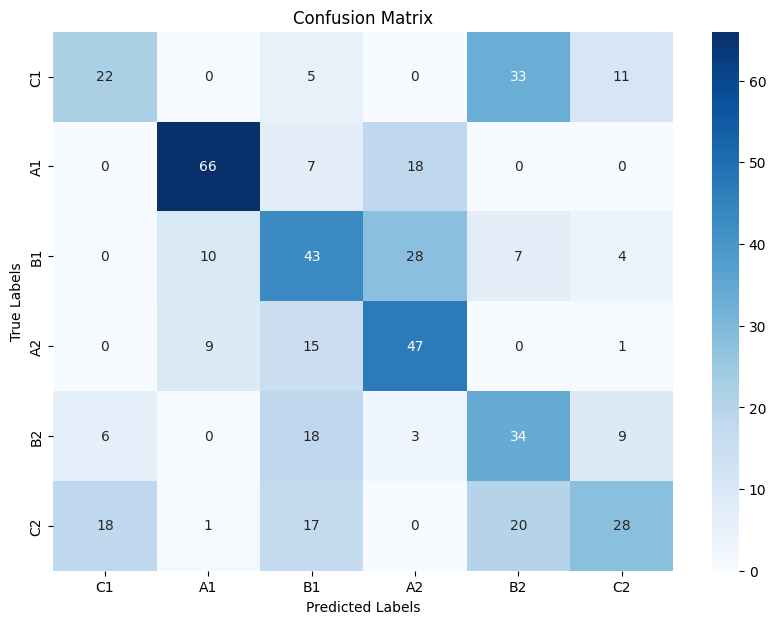 Confusion Matrix
True Labels
C1 22 0 5 0 33 11
A1 0 66 7 18 0 0
B1 0 10 43 28 7 4
A2 0 9 15 47 0 1
B2 6 0 18 3 34 9
C2 18 1 17 0 20 28
C1 A1 B1 A2 B2 C2
Predicted Labels
60
50
40
30
20
10
0